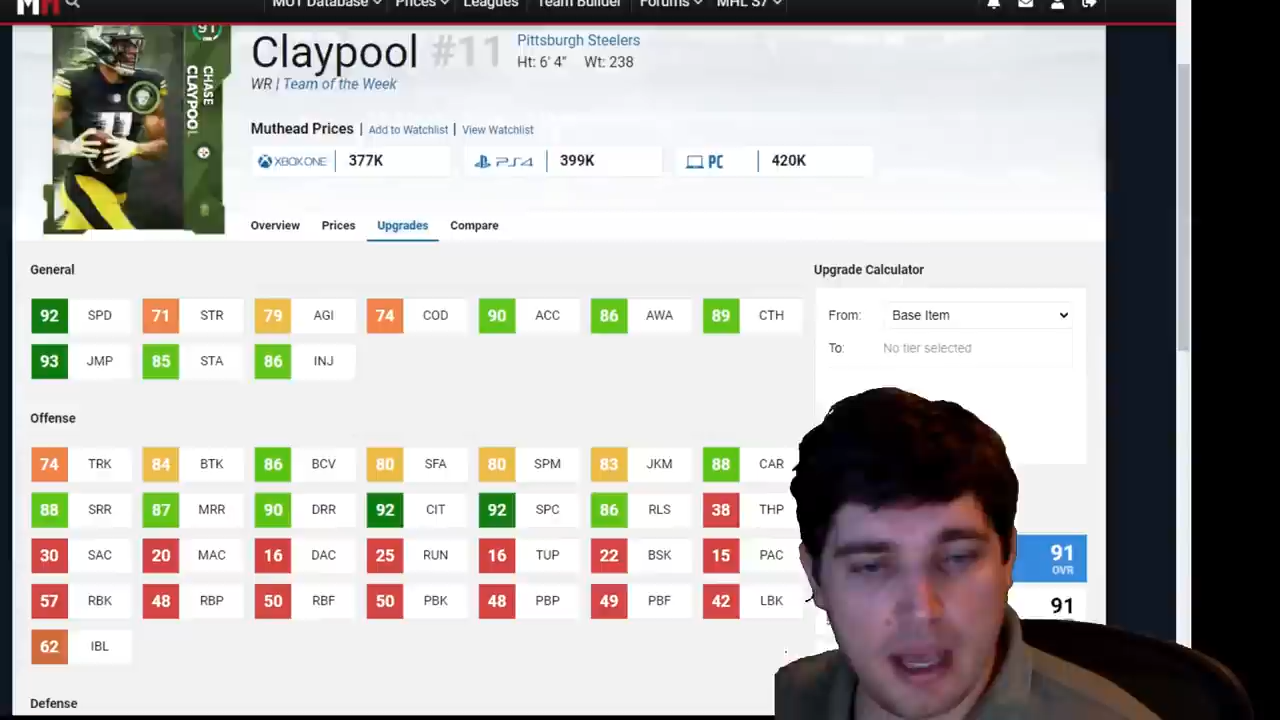 MH MUT Database Prices Leagues Team Builder Forums MHL S7
91
CHASE CLAYPOOL
11
Claypool #11
Pittsburgh Steelers
Ht: 6' 4" Wt: 238
WR | Team of the Week
Muthead Prices | Add to Watchlist | View Watchlist
XBOX ONE 377K PS4 399K PC 420K
Overview Prices Upgrades Compare
General
92 SPD 71 STR 79 AGI 74 COD 90 ACC 86 AWA 89 CTH
93 JMP 85 STA 86 INJ
Offense
74 TRK 84 BTK 86 BCV 80 SFA 80 SPM 83 JKM 88 CAR
88 SRR 87 MRR 90 DRR 92 CIT 92 SPC 86 RLS 38 THP
30 SAC 20 MAC 16 DAC 25 RUN 16 TUP 22 BSK 15 PAC
57 RBK 48 RBP 50 RBF 50 PBK 48 PBP 49 PBF 42 LBK
62 IBL
Defense
Upgrade Calculator
From: Base Item
To: No tier selected
91
OVR
91